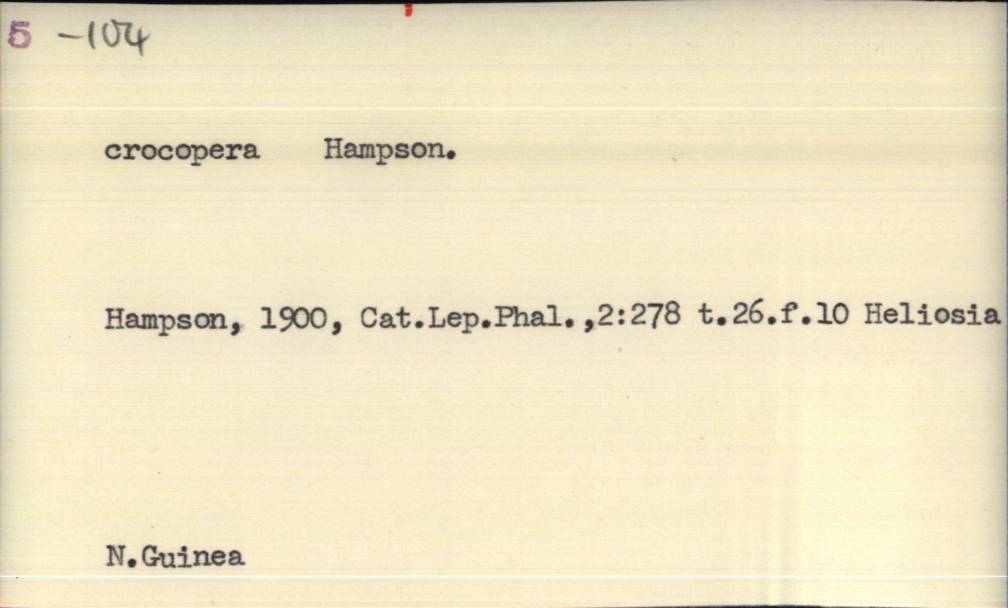 5 -104
crocopera Hampson.
Hampson, 1900, Cat.Lep.Phal.,2:278 t.26.f.10 Heliosia
N.Guinea